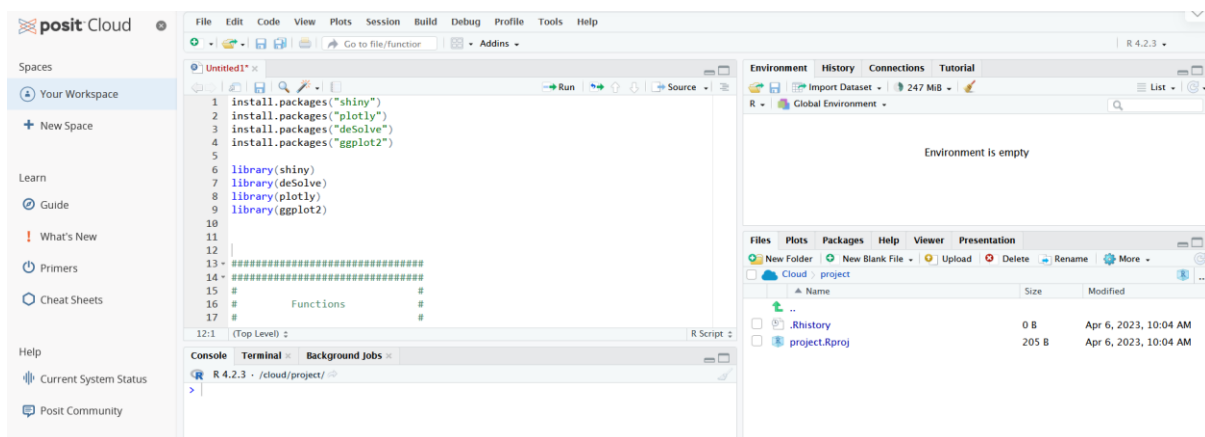 posit Cloud
Spaces
Your Workspace
New Space
Learn
Guide
What's New
Primers
Cheat Sheets
Help
Current System Status
Posit Community
File Edit Code View Plots Session Build Debug Profile Tools Help
Go to file/function Addins R 4.2.3
Untitled1*
Run Source
1 install.packages("shiny")
2 install.packages("plotly")
3 install.packages("deSolve")
4 install.packages("ggplot2")
5
6 library(shiny)
7 library(deSolve)
8 library(plotly)
9 library(ggplot2)
10
11
12
13 ################################
14 ################################
15 # #
16 # Functions #
17 # #
12:1 (Top Level) R Script
Console Terminal Background Jobs
R 4.2.3 · /cloud/project/
>
Environment History Connections Tutorial
Import Dataset 247 MiB List
R Global Environment
Environment is empty
Files Plots Packages Help Viewer Presentation
New Folder New Blank File Upload Delete Rename More
Cloud project
Name Size Modified
..
.Rhistory 0 B Apr 6, 2023, 10:04 AM
project.Rproj 205 B Apr 6, 2023, 10:04 AM